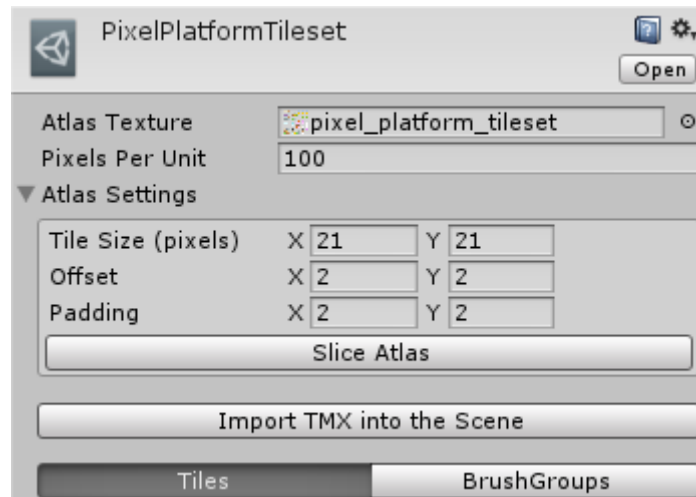 PixelPlatformTileset
Open
Atlas Texture pixel_platform_tileset
Pixels Per Unit 100
Atlas Settings
Tile Size (pixels) X 21 Y 21
Offset X 2 Y 2
Padding X 2 Y 2
Slice Atlas
Import TMX into the Scene
Tiles BrushGroups